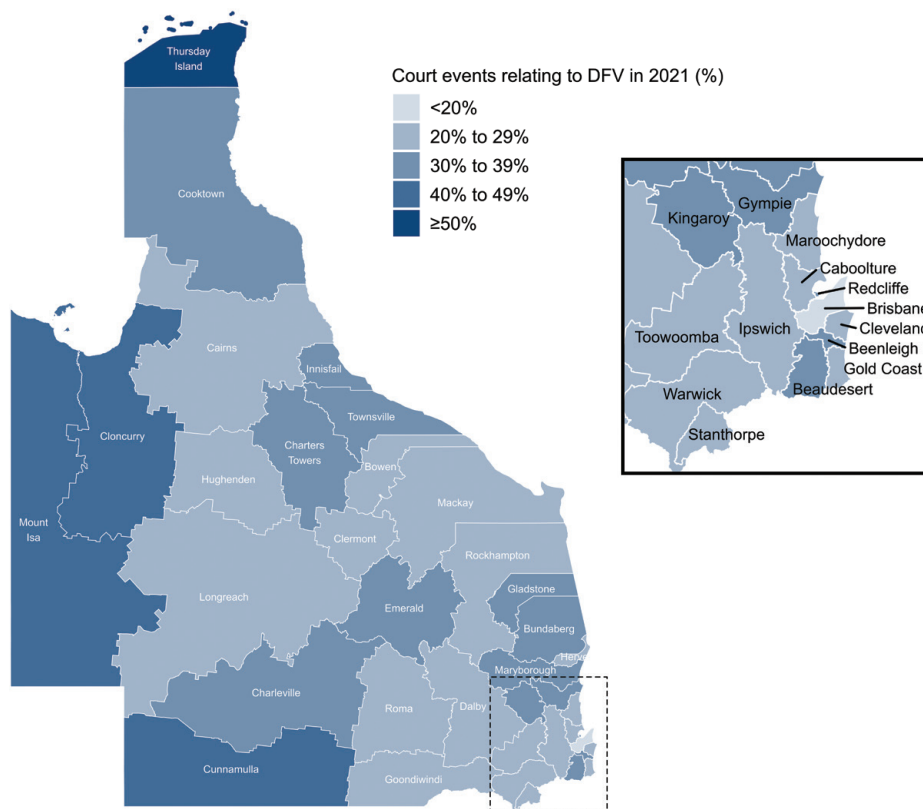 Thursday
Island
Court events relating to DFV in 2021 (%)
<20%
20% to 29%
30% to 39%
40% to 49%
≥50%
Cooktown
Cairns
Innisfail
Townsville
Cloncurry
Charters
Towers
Bowen
Hughenden
Mackay
Mount
Isa
Clermont
Rockhampton
Longreach
Emerald
Gladstone
Bundaberg
Herve
Maryborough
Charleville
Roma
Dalby
Cunnamulla
Goondiwindi
Gympie
Kingaroy
Maroochydore
Caboolture
Redcliffe
Brisbane
Cleveland
Toowoomba
Ipswich
Beenleigh
Gold Coast
Beaudesert
Warwick
Stanthorpe